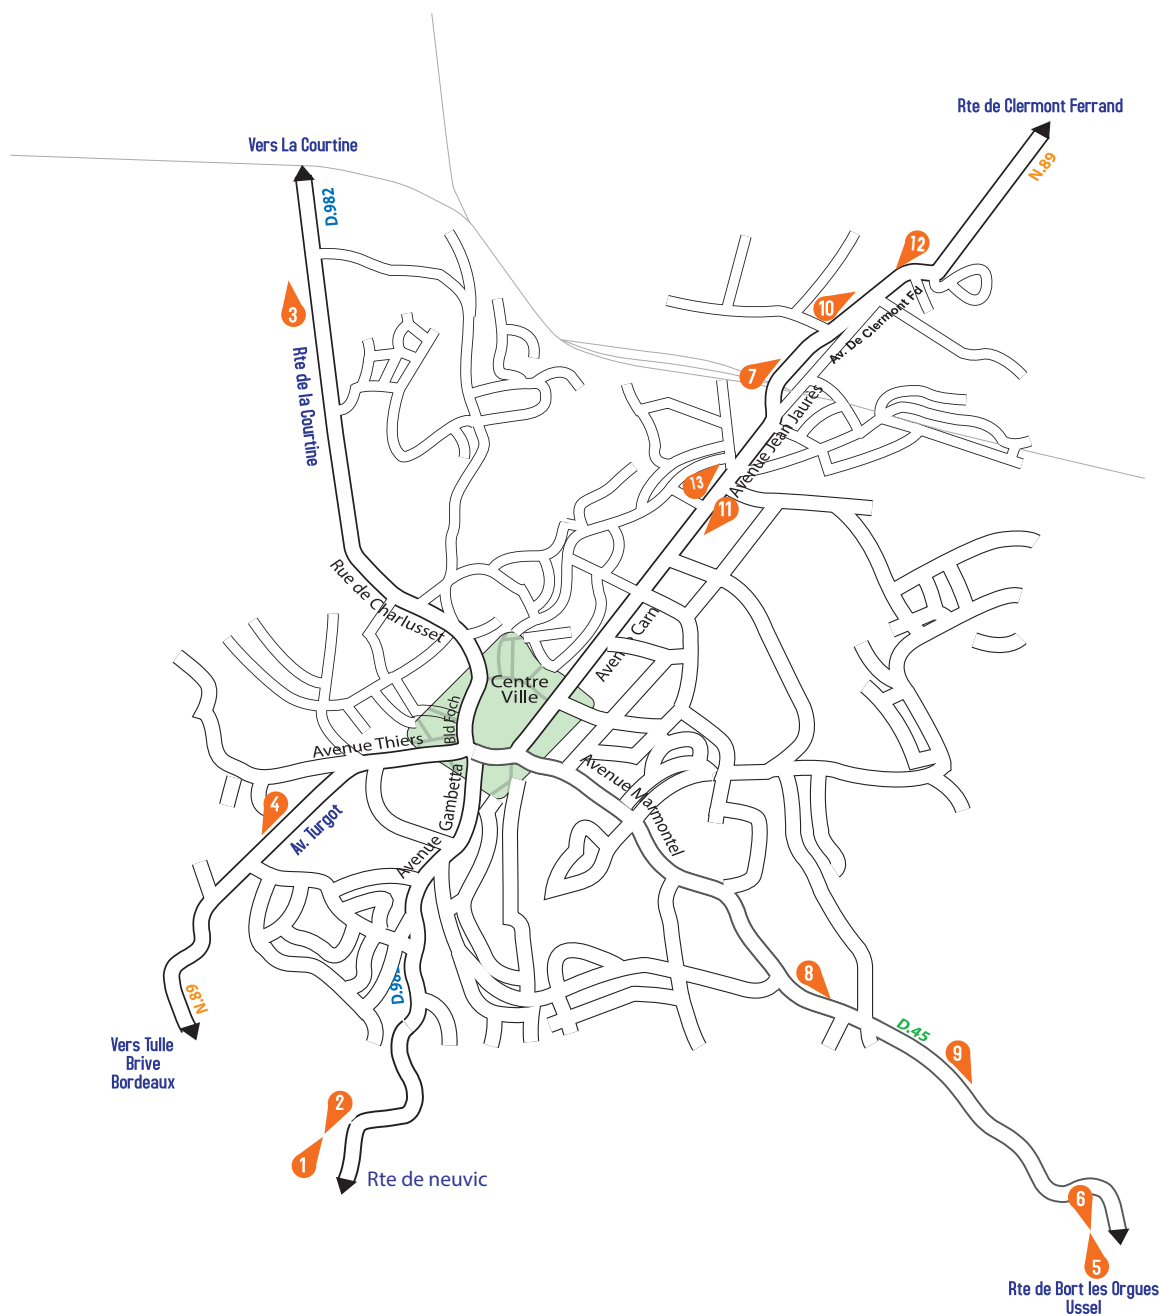 Rte de Clermont Ferrand
N.89
Vers La Courtine
D.982
12
10
3
Av. De Clermont Fd
Rte de la Courtine
7
Avenue Jean Jaurès
13
11
Rue de Charlusset
Centre
Ville
Bld Foch
Avenue Thiers
Avenue Marmontel
Avenue Gambetta
4
Av. Turgot
8
N.89
D.45
Vers Tulle
Brive
Bordeaux
9
2
1
Rte de neuvic
6
5
Rte de Bort les Orgues
Ussel